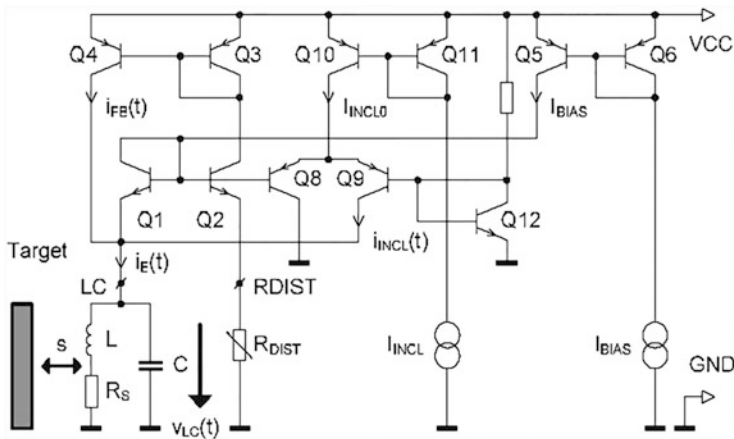 VCC
Q4
Q3
Q10
Q11
Q5
Q6
iFB(t)
IINCL0
IBIAS
Q1
Q2
Q8
Q9
Q12
iINCL(t)
Target
iE(t)
LC
RDIST
s
L
RS
C
vLC(t)
RDIST
IINCL
IBIAS
GND